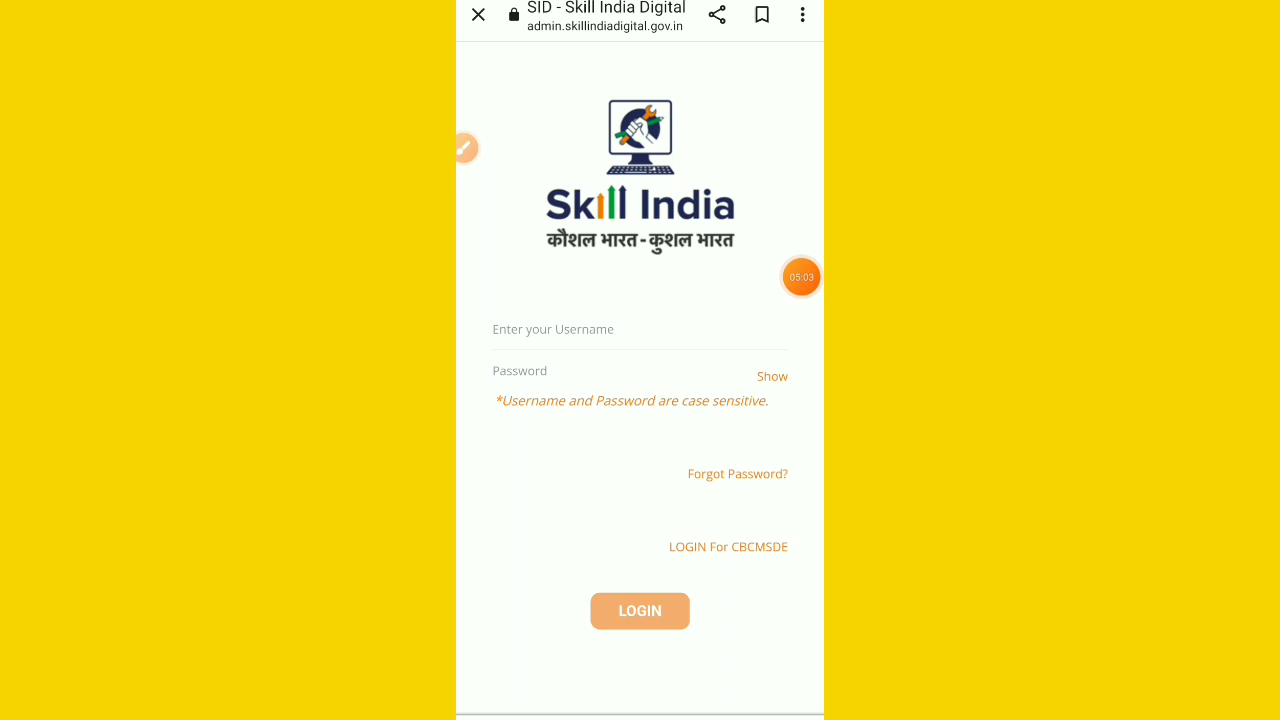 SID - Skill India Digital
admin.skillindiadigital.gov.in
Skill India
कौशल भारत - कुशल भारत
05:03
Enter your Username
Password
Show
*Username and Password are case sensitive.
Forgot Password?
LOGIN For CBCMSDE
LOGIN